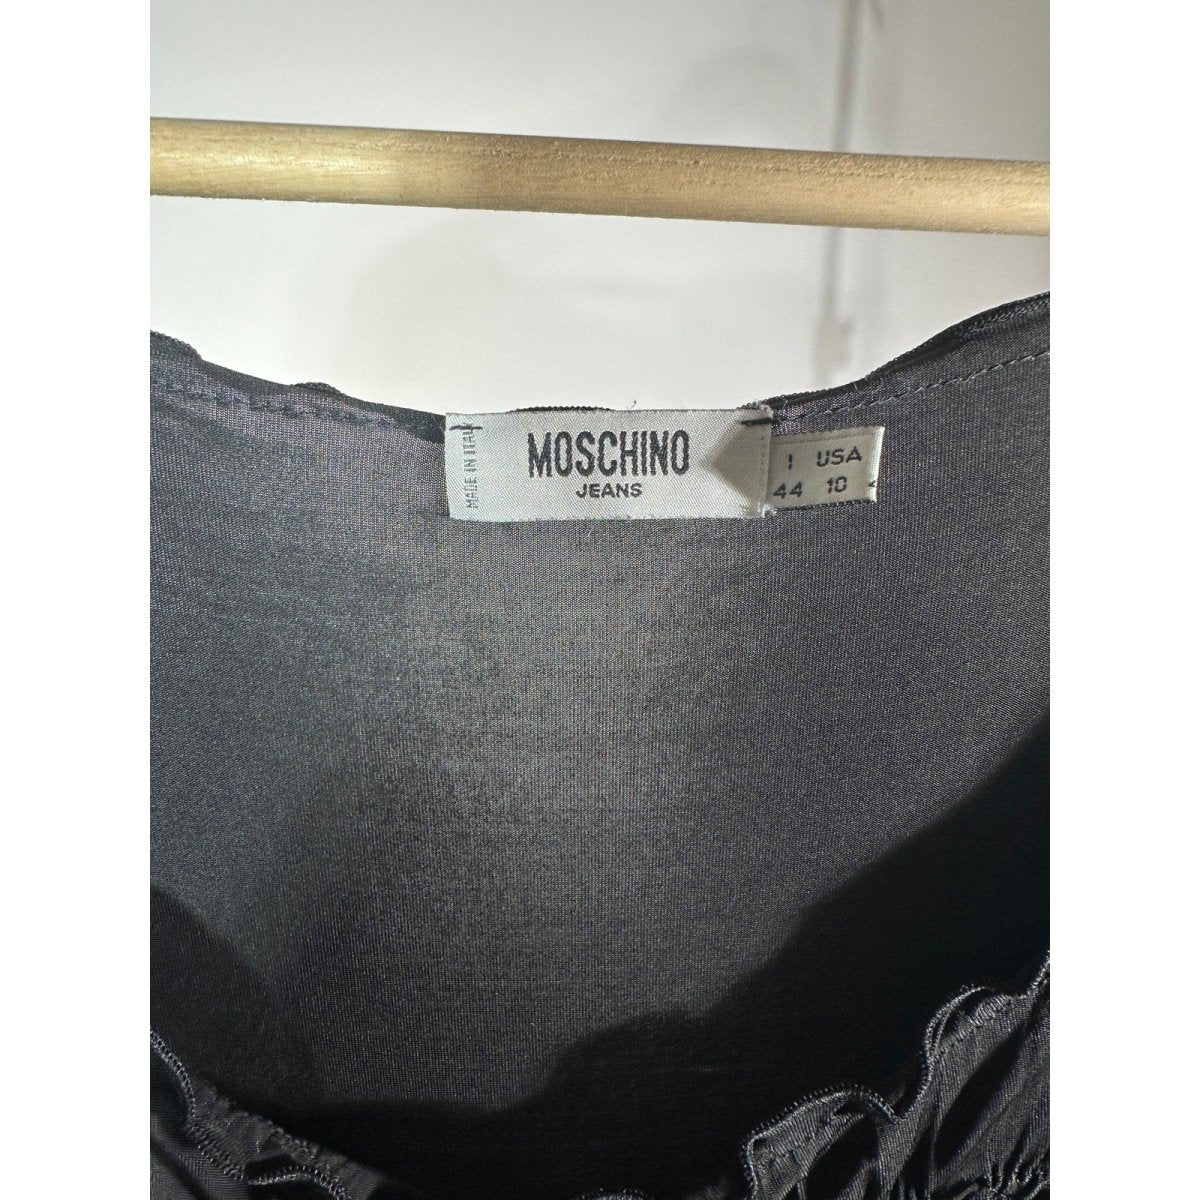 MADE IN ITALY
MOSCHINO
JEANS
I USA
44 10